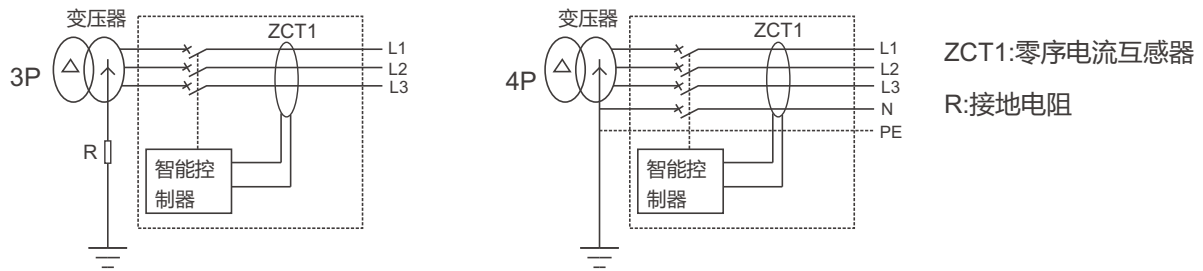 变压器
ZCT1
L1
L2
L3
3P
R
智能控
制器
变压器
ZCT1
L1
L2
L3
N
PE
4P
智能控
制器
ZCT1:零序电流互感器
R:接地电阻